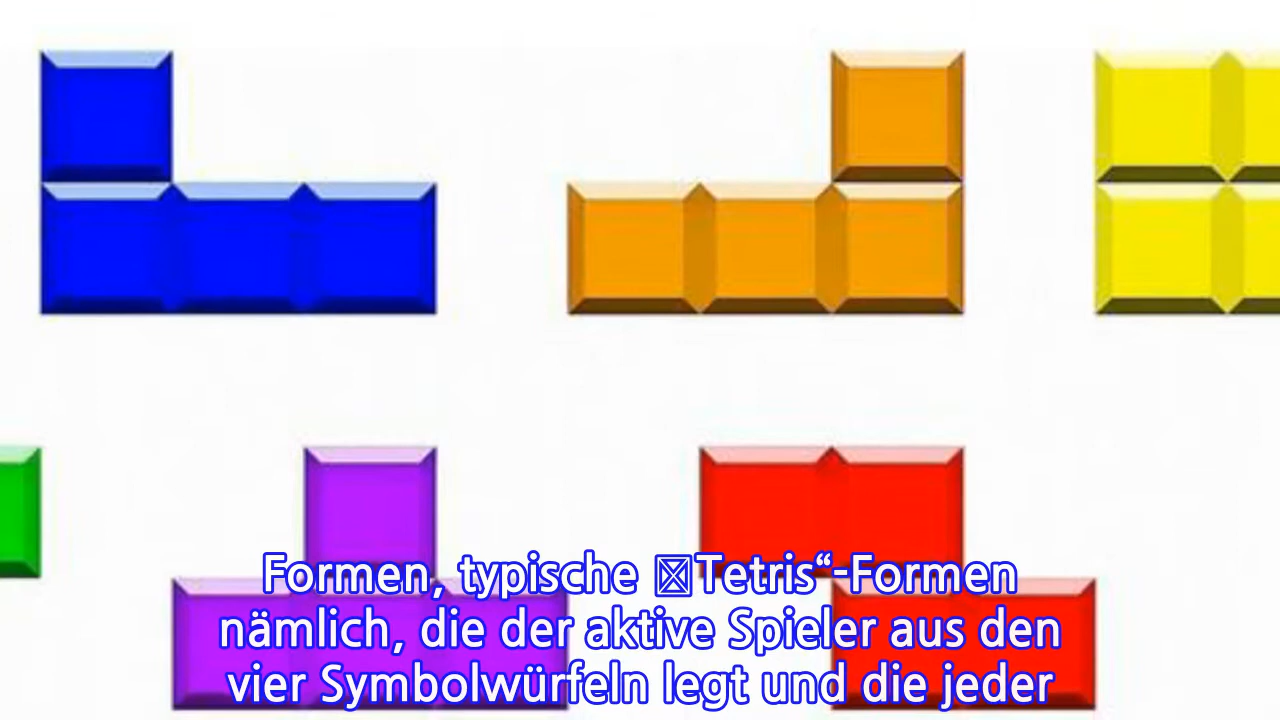 Formen, typische „Tetris“-Formen
nämlich, die der aktive Spieler aus den
vier Symbolwürfeln legt und die jeder